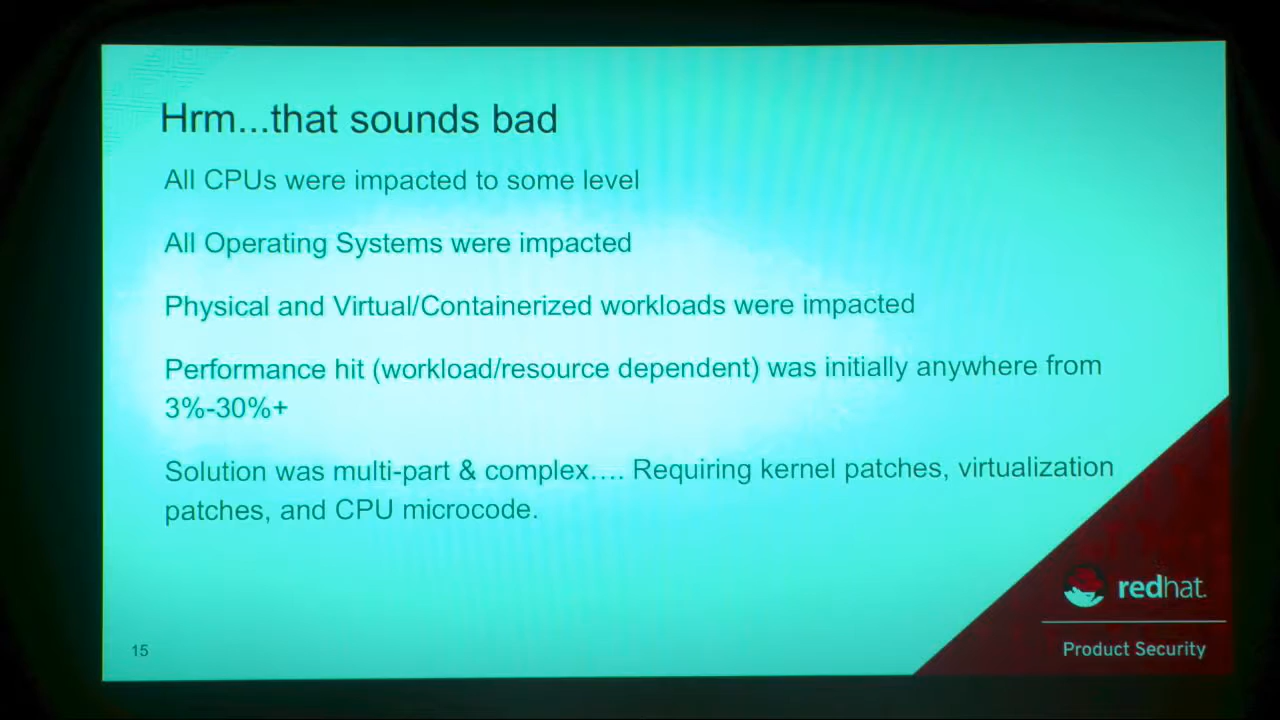 Hrm...that sounds bad
All CPUs were impacted to some level
All Operating Systems were impacted
Physical and Virtual/Containerized workloads were impacted
Performance hit (workload/resource dependent) was initially anywhere from
3%-30%+
Solution was multi-part & complex.... Requiring kernel patches, virtualization
patches, and CPU microcode.
redhat.
Product Security
15